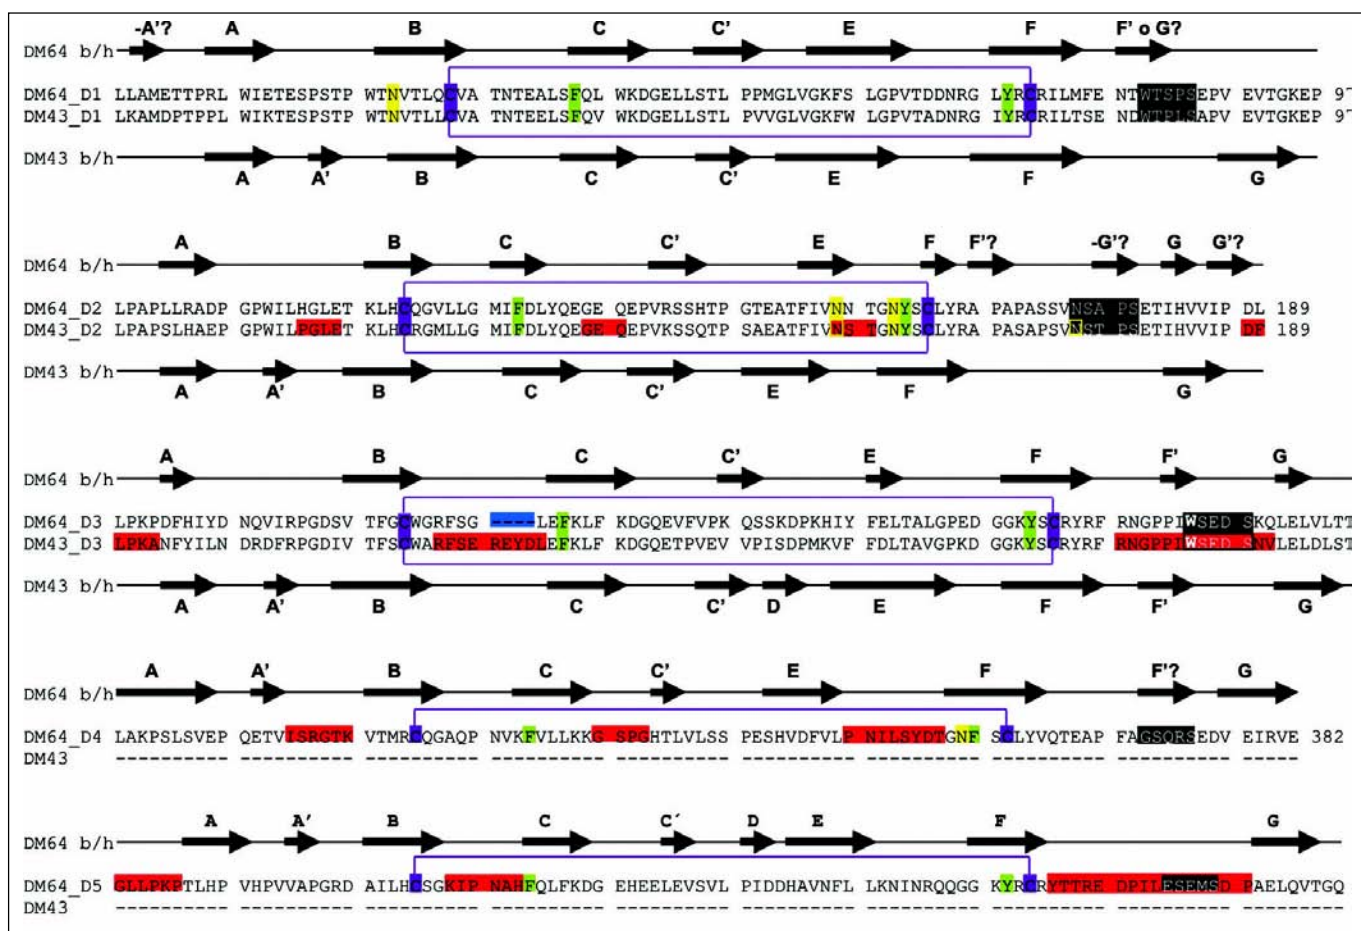 -A'? A B C C' E F F' o G?
DM64 b/h
DM64_D1 LLAMETTPRL WIETESPSTP WTNVTLQCVA TNTEALSFQL WKDGELLSTL PPMGLVGKFS LGPVTDDNRG LYRCRILMFE NTWTSPSEPV EVTGKEP 97
DM43_D1 LKAMDPTPPL WIKTESPSTP WTNVTLLCVA TNTEELSFQV WKDGELLSTL PVVGLVGKFW LGPVTADNRG IYRCRILTSE NDWTPLSAPV EVTGKEP 97
DM43 b/h
A A' B C C' E F G
A B C C' E F F'? -G'? G G'?
DM64 b/h
DM64_D2 LPAPLLRADP GPWILHGLET KLHCQGVLLG MIFDLYQEGE QEPVRSSHTP GTEATFIVNN TGNYSCLYRA PAPASSVNSA PSETIHVVIP DL 189
DM43_D2 LPAPSLHAEP GPWILPGLET KLHCRGMLLG MIFDLYQEGE QEPVKSSQTP SAEATFIVNS TGNYSCLYRA PSAPSVNST PSETIHVVIP DF 189
DM43 b/h
A A' B C C' E F G
A B C C' E F F' G
DM64 b/h
DM64_D3 LPKPDFHIYD NQVIRPGDSV TFGCWGRFSG ----LEFKLF KDGQEVFVPK QSSKDPKHIY FELTALGPED GGKYSCRYRF RNGPPIWSED SKQLELVLTT
DM43_D3 LPKANFYILN DRDFRPGDIV TFSCWARFSE REYDLEFKLF KDGQETPVEV VPISDPMKVF FDLTAVGPKD GGKYSCRYRF RNGPPIWSED SNVLELDLST
DM43 b/h
A A' B C C' D E F F' G
A A' B C C' E F F'? G
DM64 b/h
DM64_D4 LAKPSLSVEP QETVISRGTK VTMRCQGAQP NVKFVLLKKG SPGHTLVLSS PESHVDFVLP NILSYDTGNF SCLYVQTEAP FAGSQRSEDV EIRVE 382
DM43 ---------- ---------- ---------- ---------- ---------- ---------- ---------- ---------- ---------- -----
A A' B C C´ D E F G
DM64 b/h
DM64_D5 GLLPKPTLHP VHPVVAPGRD AILHCSGKIP NAHFQLFKDG EHEELEVSVL PIDDHAVNFL LKNINRQQGG KYRCRYTTRE DPILESEMSD PAELQVTGQ
DM43 ---------- ---------- ---------- ---------- ---------- ---------- ---------- ---------- ---------- ---------